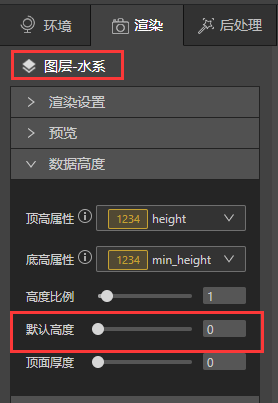 环境 渲染 后处理
图层-水系
渲染设置
预览
数据高度
顶高属性 1234 height
底高属性 1234 min_height
高度比例 1
默认高度 0
顶面厚度 0